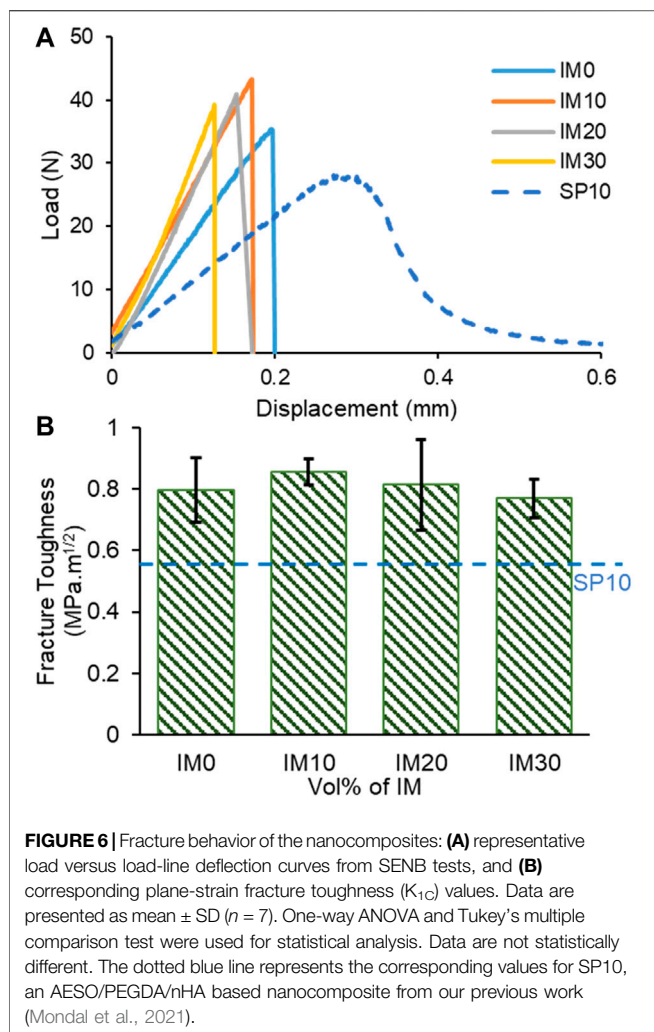 A
IM0
IM10
IM20
IM30
SP10
50
40
30
20
10
0
Load (N)
0
0.2
0.4
0.6
Displacement (mm)
B
1
0.8
0.6
0.4
0.2
0
Fracture Toughness
(MPa.m1/2)
SP10
IM0
IM10
IM20
IM30
Vol% of IM
FIGURE 6 | Fracture behavior of the nanocomposites: (A) representative
load versus load-line deflection curves from SENB tests, and (B)
corresponding plane-strain fracture toughness (K1C) values. Data are
presented as mean ± SD (n = 7). One-way ANOVA and Tukey's multiple
comparison test were used for statistical analysis. Data are not statistically
different. The dotted blue line represents the corresponding values for SP10,
an AESO/PEGDA/nHA based nanocomposite from our previous work
(Mondal et al., 2021).